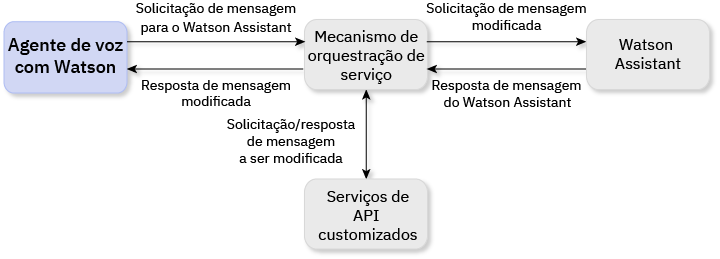 Solicitação de mensagem
para o Watson Assistant
Solicitação de mensagem
modificada
Agente de voz
com Watson
Mecanismo de
orquestração de
serviço
Watson
Assistant
Resposta de mensagem
modificada
Resposta de mensagem
do Watson Assistant
Solicitação/resposta
de mensagem
a ser modificada
Serviços de
API
customizados